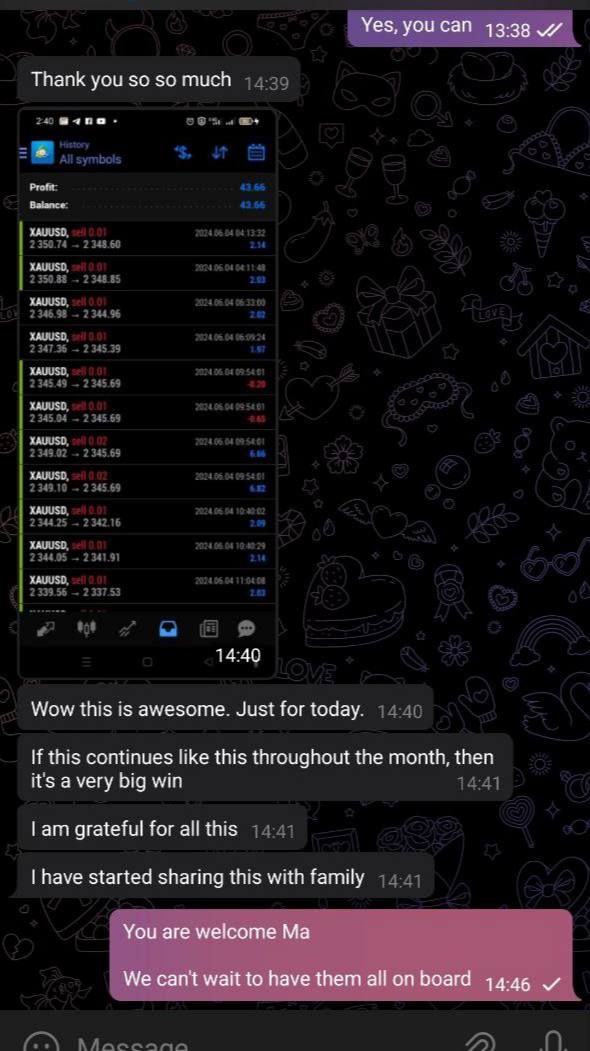 Yes, you can 13:38
Thank you so so much 14:39
2:40
History
All symbols
Profit: 43.66
Balance: 43.66
XAUUSD, sell 0.01 2024.06.04 04:13:32
2 350.74 → 2 348.60 2.14
XAUUSD, sell 0.01 2024.06.04 04:11:48
2 350.88 → 2 348.85 2.03
XAUUSD, sell 0.01 2024.06.04 06:33:00
2 346.98 → 2 344.96 2.02
XAUUSD, sell 0.01 2024.06.04 06:09:24
2 347.36 → 2 345.39 1.97
XAUUSD, sell 0.01 2024.06.04 09:54:01
2 345.49 → 2 345.69 -0.20
XAUUSD, sell 0.01 2024.06.04 09:54:01
2 345.04 → 2 345.69 -0.65
XAUUSD, sell 0.02 2024.06.04 09:54:01
2 349.02 → 2 345.69 6.66
XAUUSD, sell 0.02 2024.06.04 09:54:01
2 349.10 → 2 345.69 6.82
XAUUSD, sell 0.01 2024.06.04 10:40:02
2 344.25 → 2 342.16 2.09
XAUUSD, sell 0.01 2024.06.04 10:40:29
2 344.05 → 2 341.91 2.14
XAUUSD, sell 0.01 2024.06.04 11:04:08
2 339.56 → 2 337.53 2.03
14:40
Wow this is awesome. Just for today. 14:40
If this continues like this throughout the month, then
it's a very big win 14:41
I am grateful for all this 14:41
I have started sharing this with family 14:41
You are welcome Ma
We can't wait to have them all on board 14:46
Message
LOVE
LOVE